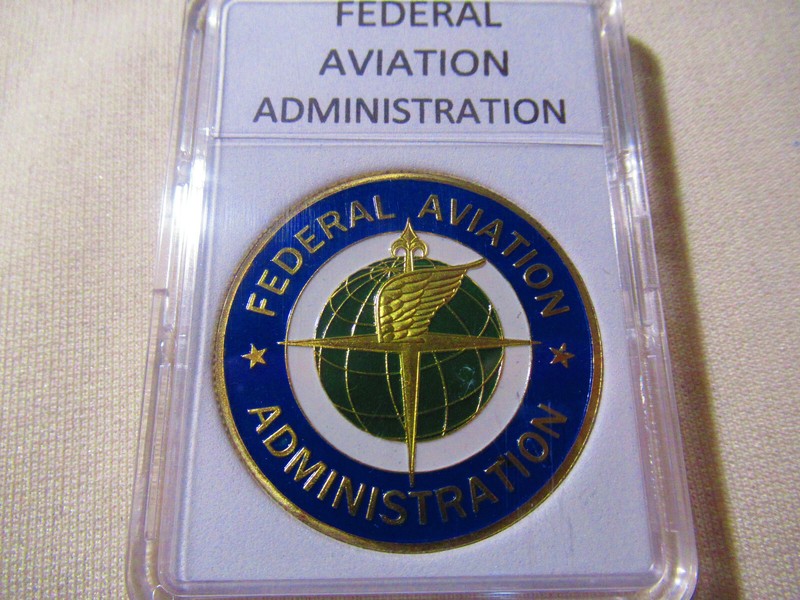 FEDERAL
AVIATION
ADMINISTRATION
FEDERAL AVIATION
ADMINISTRATION